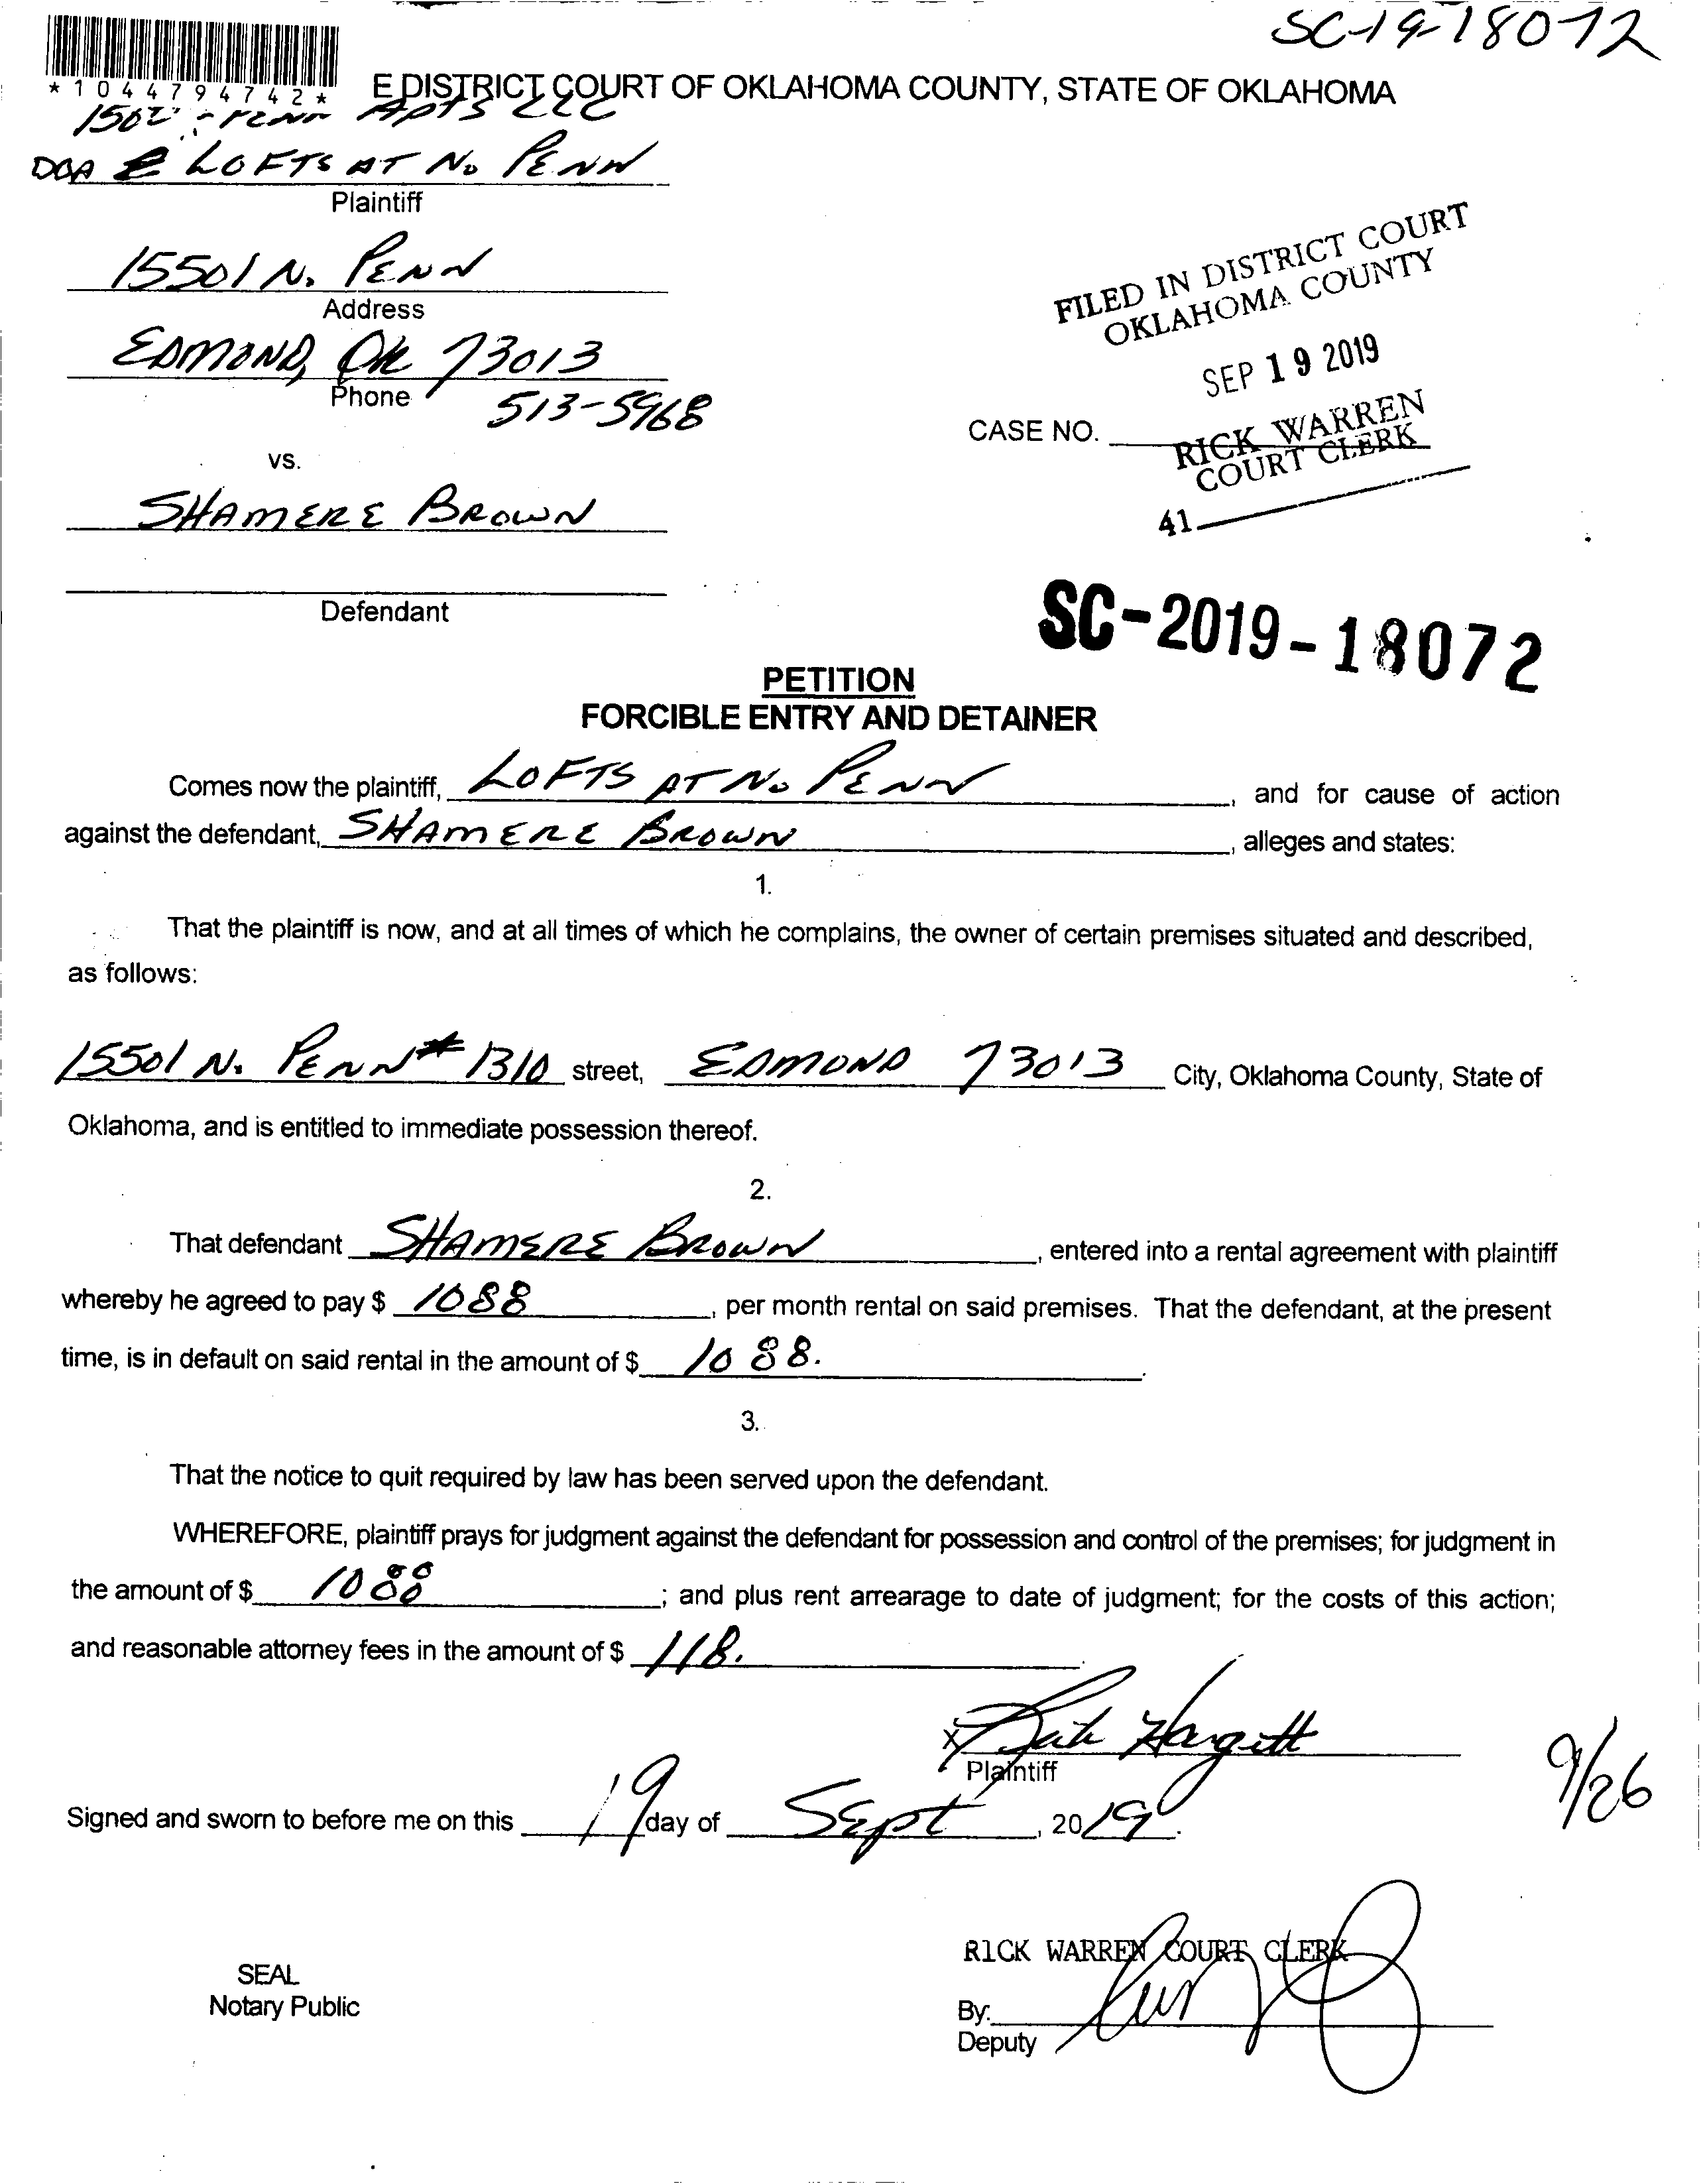 SC-19-18072
*1044794742*
E DISTRICT COURT OF OKLAHOMA COUNTY, STATE OF OKLAHOMA
Penn Apts LLC
DBA LOFTS AT No PENN
Plaintiff
15501 N. PENN
Address
EDMOND, OK 73013
Phone
513-5968
vs.
SHAMERE BROWN
Defendant
FILED IN DISTRICT COURT
OKLAHOMA COUNTY
SEP 19 2019
CASE NO.
RICK WARREN
COURT CLERK
41
SC-2019-18072
PETITION
FORCIBLE ENTRY AND DETAINER
Comes now the plaintiff, LOFTS AT No PENN, and for cause of action
against the defendant, SHAMERE BROWN, alleges and states:
1.
That the plaintiff is now, and at all times of which he complains, the owner of certain premises situated and described,
as follows:
15501 N. PENN # 1310 street, EDMOND 73013 City, Oklahoma County, State of
Oklahoma, and is entitled to immediate possession thereof.
2.
That defendant SHAMERE BROWN, entered into a rental agreement with plaintiff
whereby he agreed to pay $ 1088, per month rental on said premises. That the defendant, at the present
time, is in default on said rental in the amount of $ 1088.
3.
That the notice to quit required by law has been served upon the defendant.
WHEREFORE, plaintiff prays for judgment against the defendant for possession and control of the premises; for judgment in
the amount of $ 1088; and plus rent arrearage to date of judgment; for the costs of this action;
and reasonable attorney fees in the amount of $ 118.
X Hargett
Plaintiff
9/26
Signed and sworn to before me on this 19 day of Sept, 2019.
RICK WARREN COURT CLERK
SEAL
Notary Public
By:
Deputy